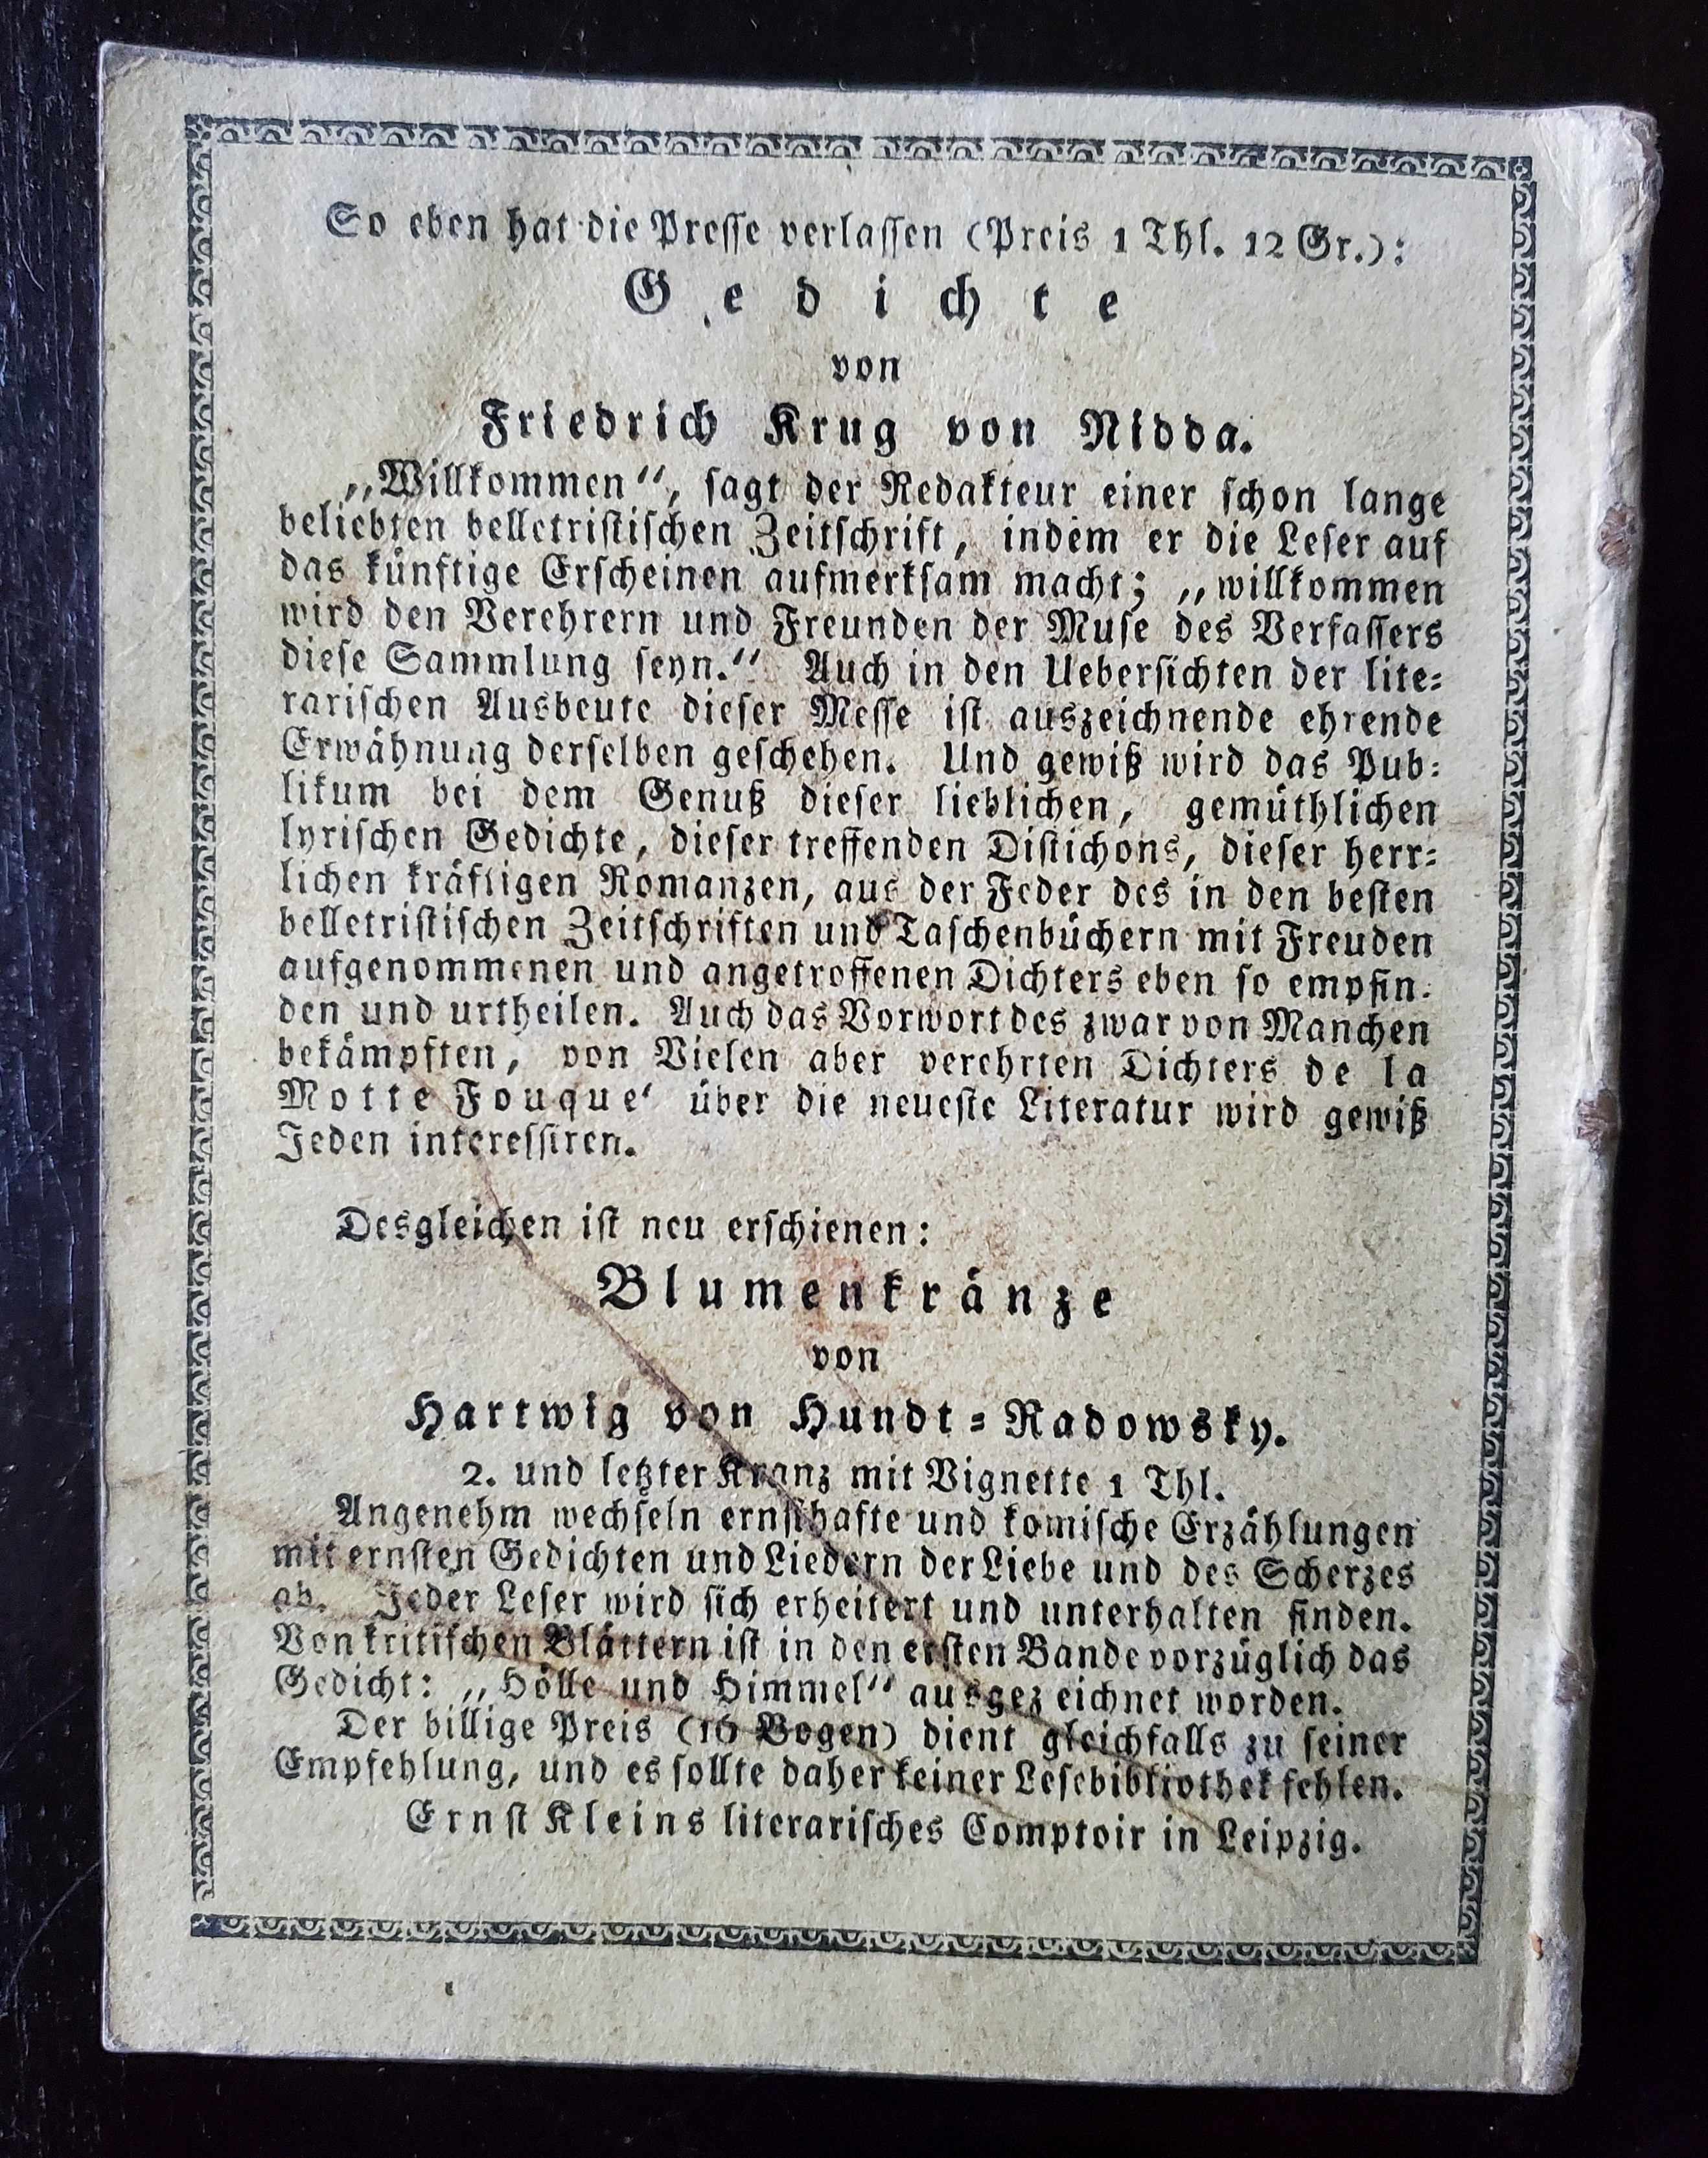 So eben hat die Presse verlassen (Preis 1 Thl. 12 Gr.):
Gedichte
von
Friedrich Krug von Nidda.
„Willkommen“, sagt der Redakteur einer schon lange
beliebten belletristischen Zeitschrift, indem er die Leser auf
das künftige Erscheinen aufmerksam macht; „willkommen
wird den Verehrern und Freunden der Muse des Verfassers
diese Sammlung seyn.“ Auch in den Uebersichten der lite-
rarischen Ausbeute dieser Messe ist auszeichnende ehrende
Erwähnung derselben geschehen. Und gewiß wird das Pub-
likum bei dem Genuß dieser lieblichen, gemüthlichen
lyrischen Gedichte, dieser treffenden Distichons, dieser herr-
lichen kräftigen Romanzen, aus der Feder des in den besten
belletristischen Zeitschriften und Taschenbüchern mit Freuden
aufgenommenen und angetroffenen Dichters eben so empfin-
den und urtheilen. Auch das Vorwort des zwar von Manchen
bekämpften, von Vielen aber verehrten Dichters de la
Motte Fouque' über die neueste Literatur wird gewiß
Jeden interessiren.
Desgleichen ist neu erschienen:
Blumenkränze
von
Hartwig von Hundt-Radowsky.
2. und letzter Kranz mit Vignette 1 Thl.
Angenehm wechseln ernsthafte und komische Erzählungen
mit ernsten Gedichten und Liedern der Liebe und des Scherzes
ab. Jeder Leser wird sich erheitert und unterhalten finden.
Von kritischen Blättern ist in den ersten Bande vorzüglich das
Gedicht: „Hölle und Himmel“ ausgezeichnet worden.
Der billige Preis (16 Bogen) dient gleichfalls zu seiner
Empfehlung, und es sollte daher keiner Lesebibliothek fehlen.
Ernst Kleins literarisches Comptoir in Leipzig.